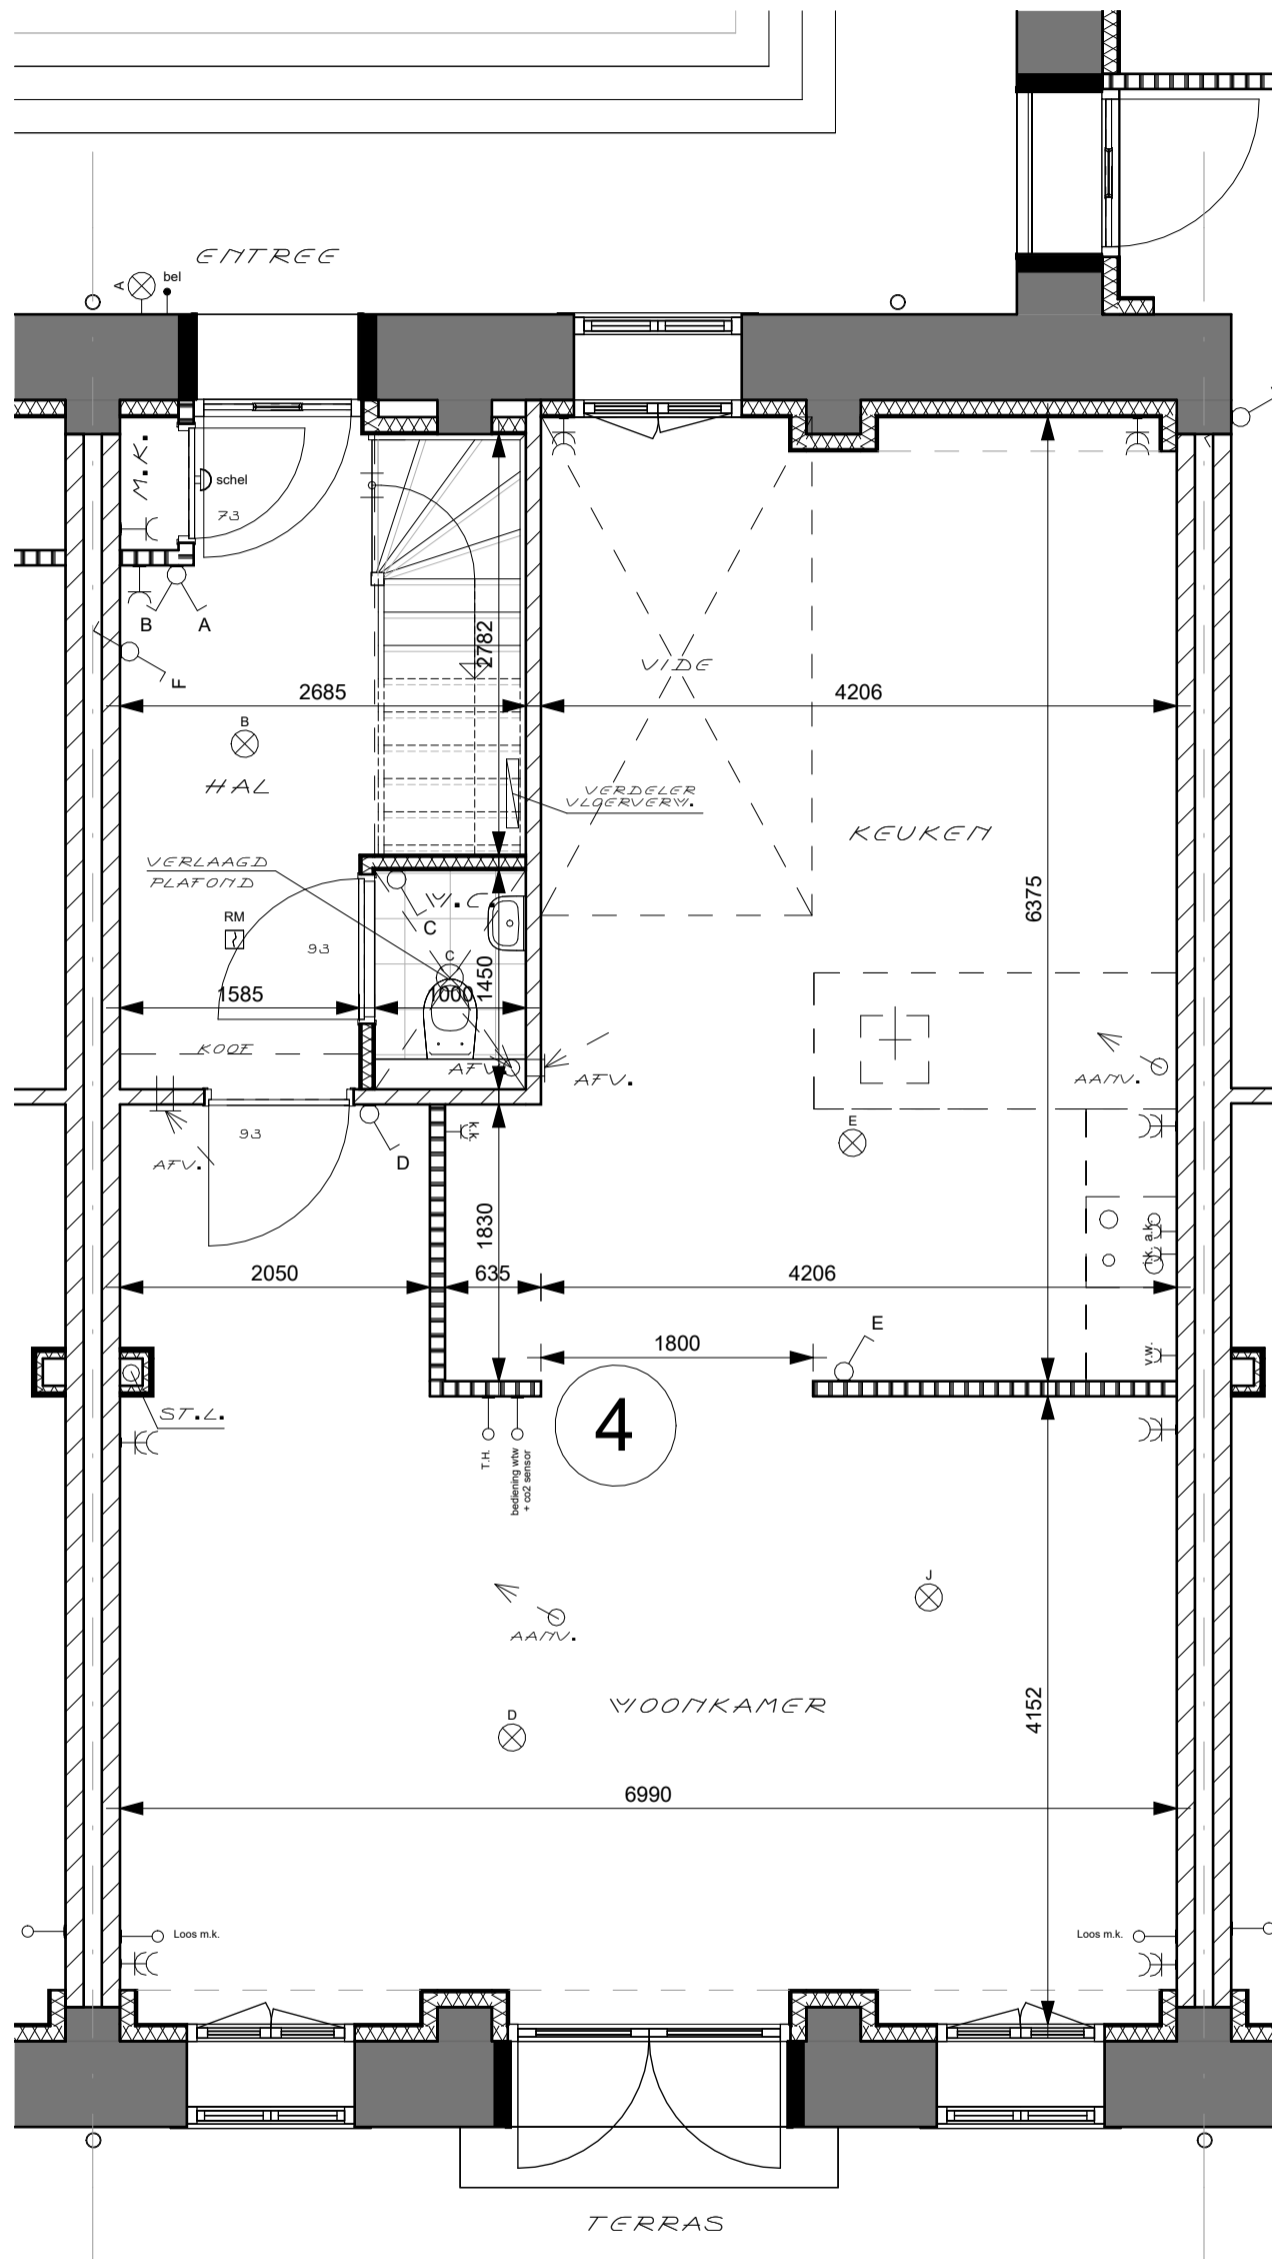 ENTREE
A
bel
M.K.
schel
73
B
A
F
2782
VIDE
2685
4206
B
HAL
VERDELER
VLOERVERW.
KEUKEN
VERLAAGD
PLAFOND
W.C.
C
RM
93
C
1450
6375
1585
1000
KOOF
AFV.
AFV.
AANV.
k.k
E
93
D
AFV.
1830
r.k. a.k.
2050
635
4206
E
1800
v.w.
ST.L.
4
T.H.
bediening wtw
+ co2 sensor
J
AANV.
WOONKAMER
D
4152
6990
Loos m.k.
Loos m.k.
TERRAS